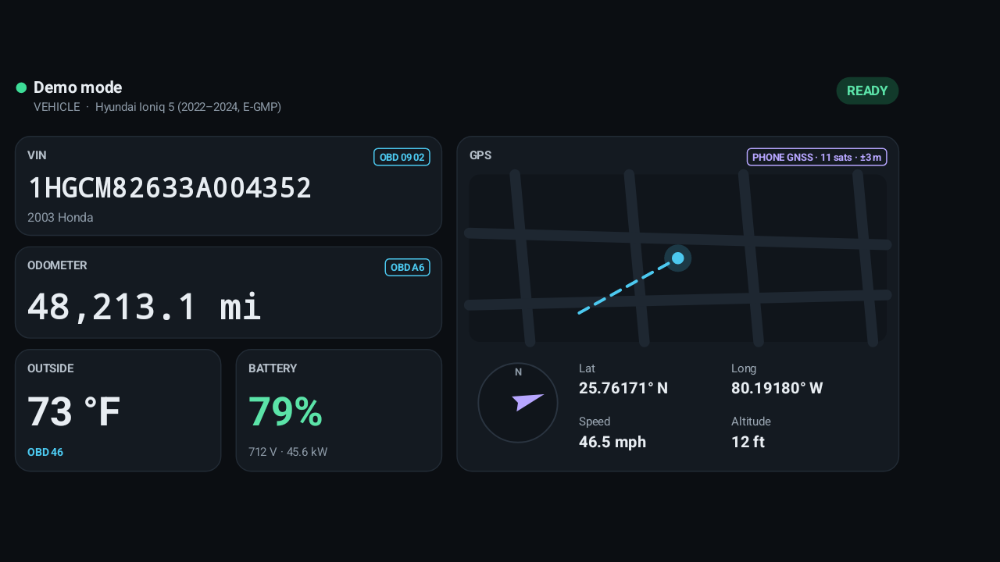 Demo mode
VEHICLE · Hyundai Ioniq 5 (2022–2024, E-GMP)
READY
VIN
OBD 09 02
1HGCM82633A004352
2003 Honda
ODOMETER
OBD A6
48,213.1 mi
OUTSIDE
73 °F
OBD 46
BATTERY
79%
712 V · 45.6 kW
GPS
PHONE GNSS · 11 sats · ±3 m
N
Lat
25.76171° N
Long
80.19180° W
Speed
46.5 mph
Altitude
12 ft